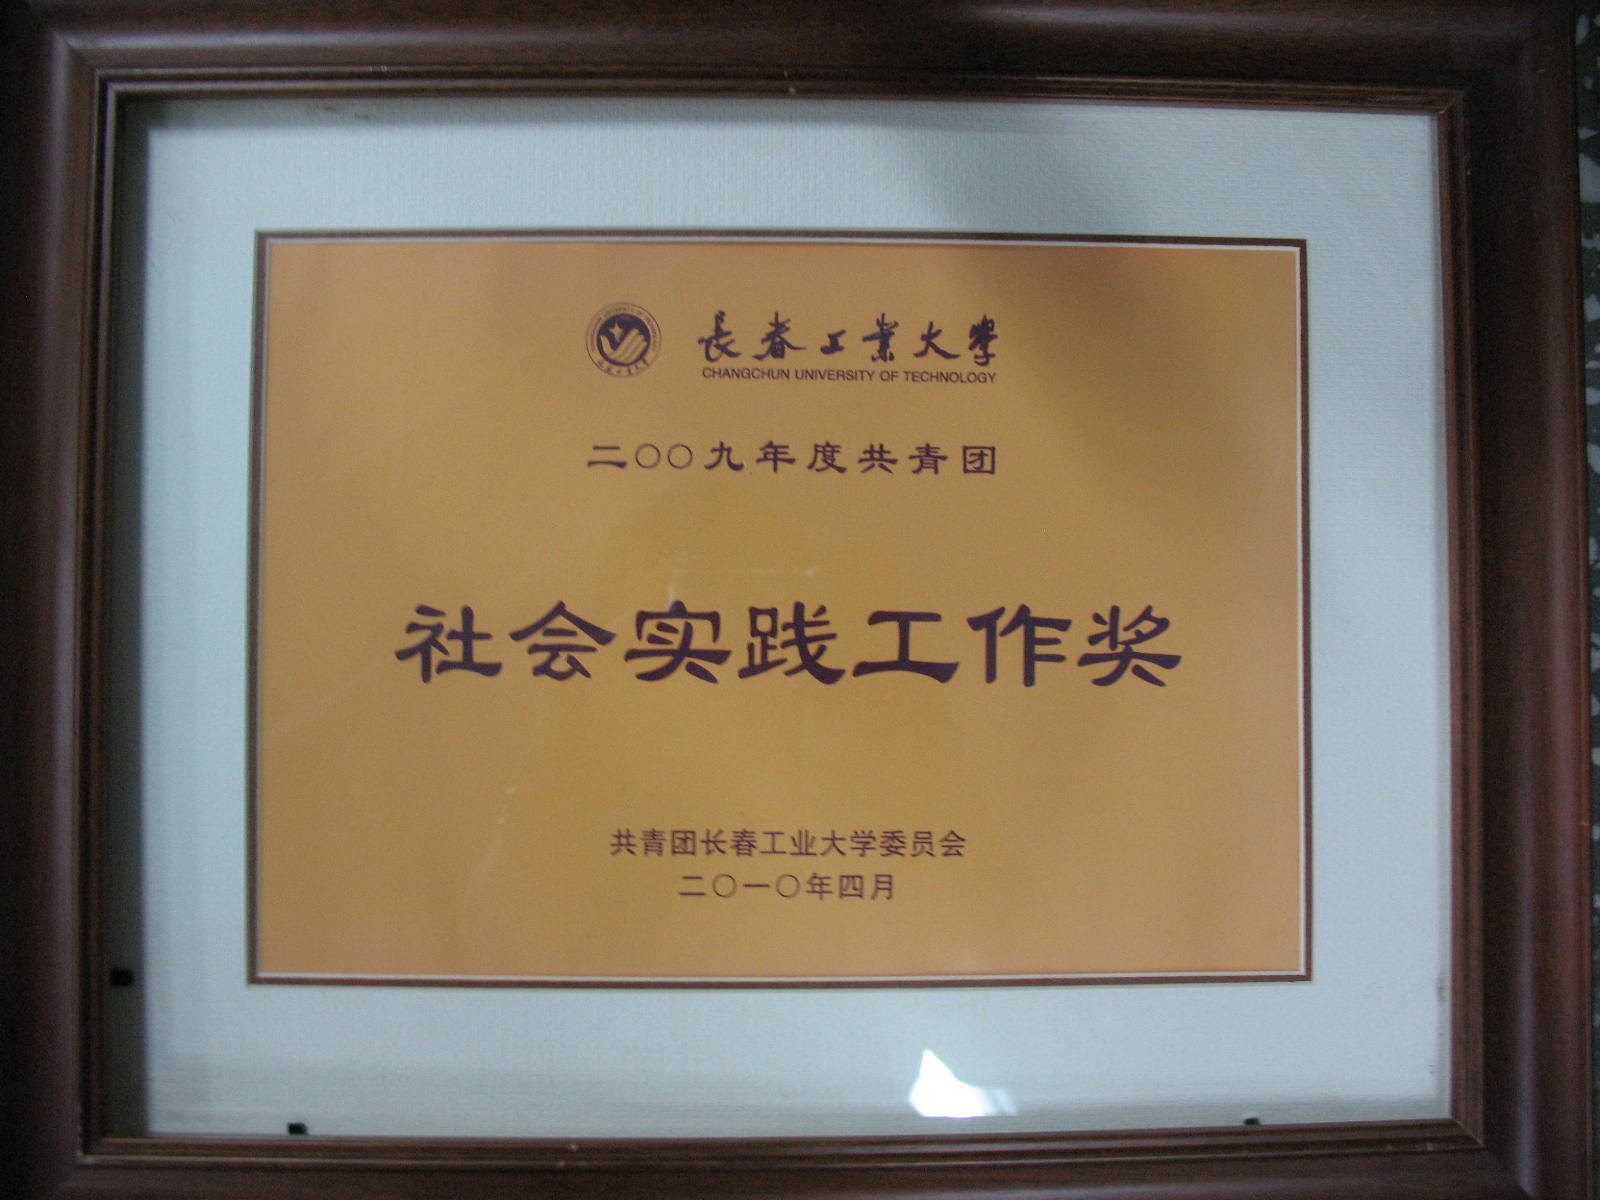 長春工業大學
CHANGCHUN UNIVERSITY OF TECHNOLOGY
二〇〇九年度共青团
社会实践工作奖
共青团长春工业大学委员会
二〇一〇年四月